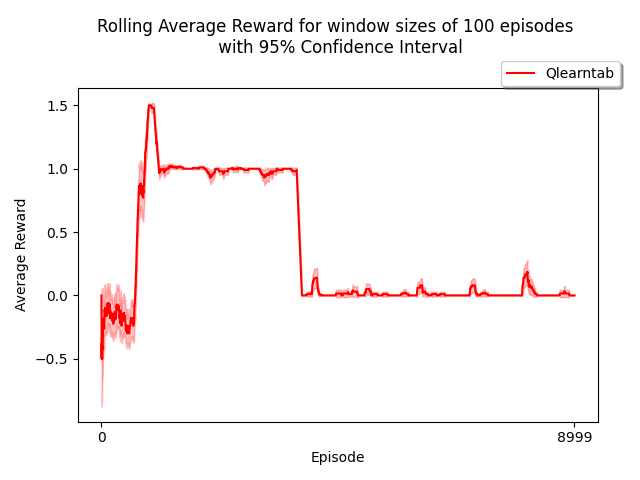 Rolling Average Reward for window sizes of 100 episodes
with 95% Confidence Interval
Qlearntab
1.5
1.0
0.5
0.0
−0.5
Average Reward
0
8999
Episode